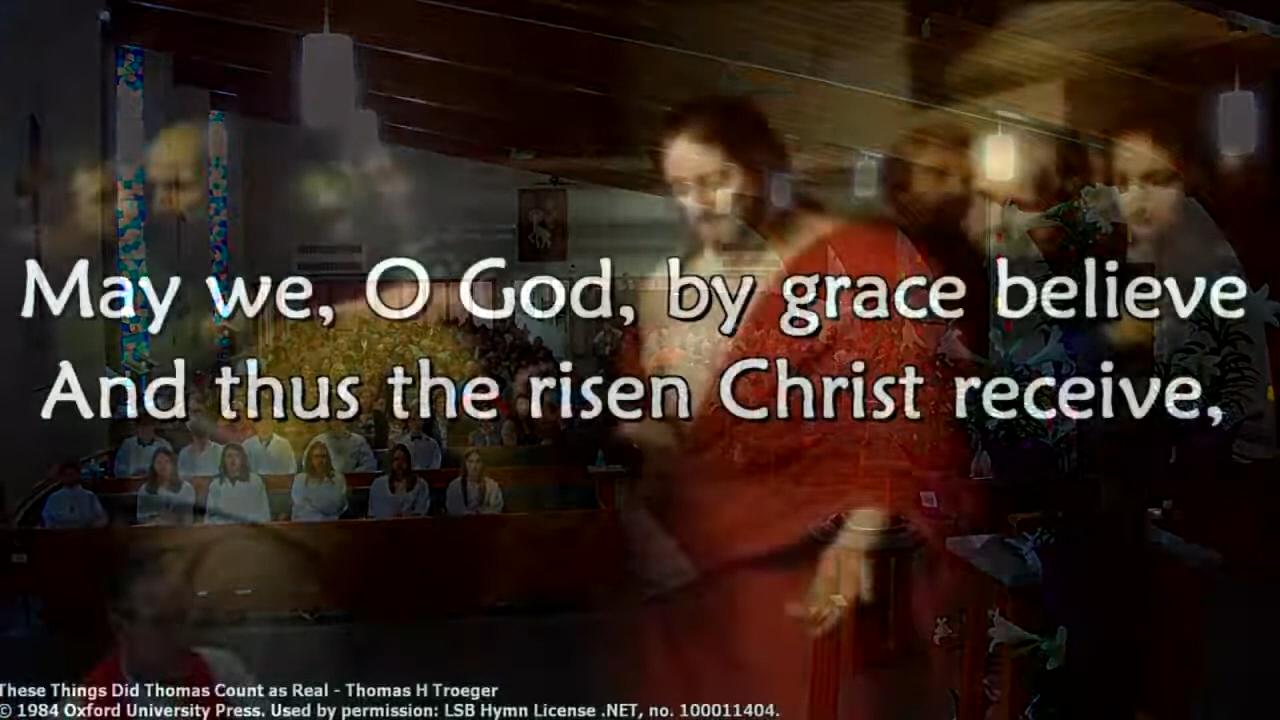 May we, O God, by grace believe
And thus the risen Christ receive,
These Things Did Thomas Count as Real - Thomas H Troeger
© 1984 Oxford University Press. Used by permission: LSB Hymn License .NET, no. 100011404.